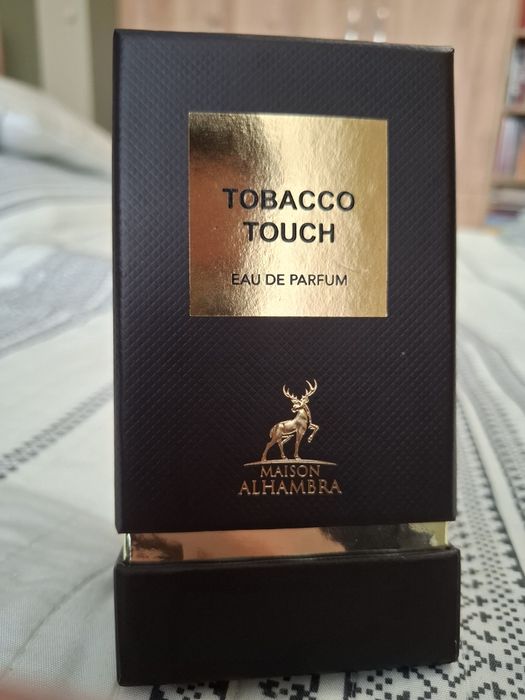 TOBACCO
TOUCH
EAU DE PARFUM
MAISON
ALHAMBRA